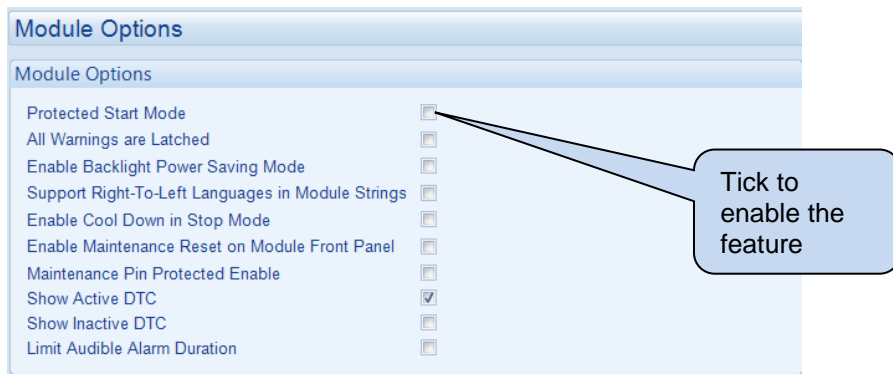 Module Options
Module Options
Protected Start Mode
All Warnings are Latched
Enable Backlight Power Saving Mode
Support Right-To-Left Languages in Module Strings
Enable Cool Down in Stop Mode
Enable Maintenance Reset on Module Front Panel
Maintenance Pin Protected Enable
Show Active DTC
Show Inactive DTC
Limit Audible Alarm Duration
Tick to
enable the
feature